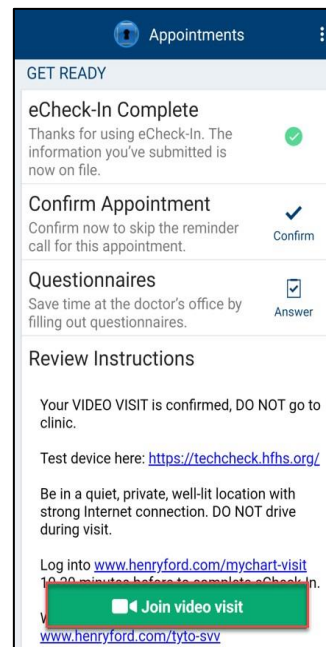 Appointments
GET READY
eCheck-In Complete
Thanks for using eCheck-In. The
information you've submitted is
now on file.
Confirm Appointment
Confirm now to skip the reminder
call for this appointment.
Confirm
Questionnaires
Save time at the doctor's office by
filling out questionnaires.
Answer
Review Instructions
Your VIDEO VISIT is confirmed, DO NOT go to
clinic.
Test device here: https://techcheck.hfhs.org/
Be in a quiet, private, well-lit location with
strong Internet connection. DO NOT drive
during visit.
Log into www.henryford.com/mychart-visit
Join video visit
www.henryford.com/tyto-svv